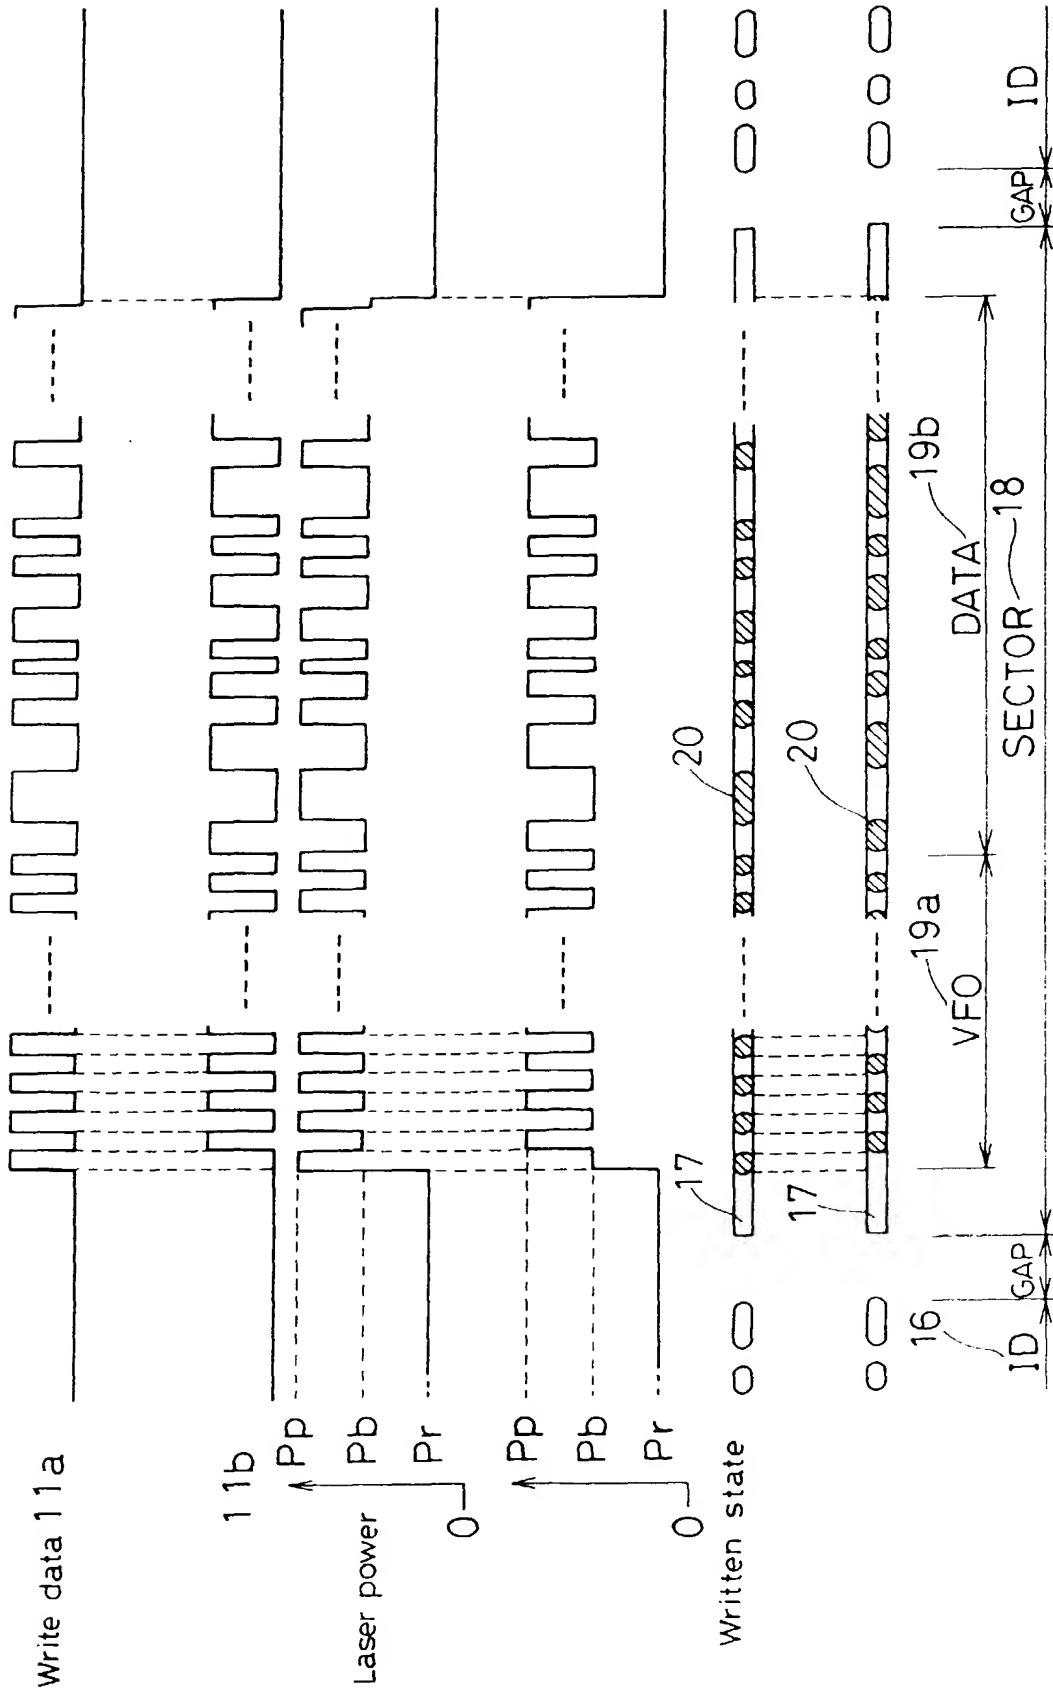 Write data 11a
11b
Pp
Pb
Pr
Laser power
0
Pp
Pb
Pr
0
Written state
17
20
17
20
16
ID
GAP
VFO 19a
DATA 19b
SECTOR 18
GAP
ID